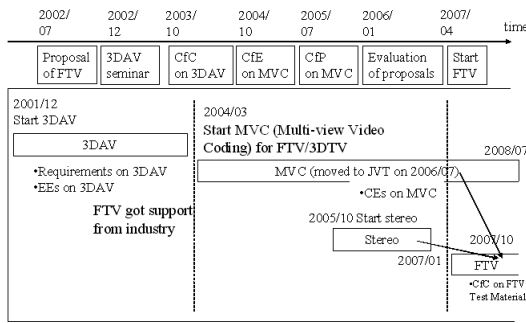 2002/ 2002/ 2003/ 2004/ 2005/ 2006/ 2007/
07 12 10 10 07 01 04 time
Proposal 3DAV CfC CfE CfP Evaluation Start
of FTV seminar on 3DAV on MVC on MVC of proposals FTV
2001/12
Start 3DAV
3DAV
•Requirements on 3DAV
•EEs on 3DAV
FTV got support
from industry
2004/03
Start MVC (Multi-view Video
Coding) for FTV/3DTV
2008/07
MVC (moved to JVT on 2006/07)
•CEs on MVC
2005/10 Start stereo
Stereo
2007/01
2007/10
FTV
•CfC on FTV
Test Material